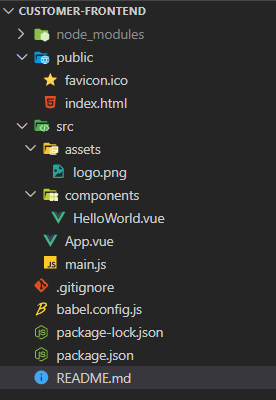 CUSTOMER-FRONTEND
node_modules
public
favicon.ico
index.html
src
assets
logo.png
components
HelloWorld.vue
App.vue
main.js
.gitignore
babel.config.js
package-lock.json
package.json
README.md